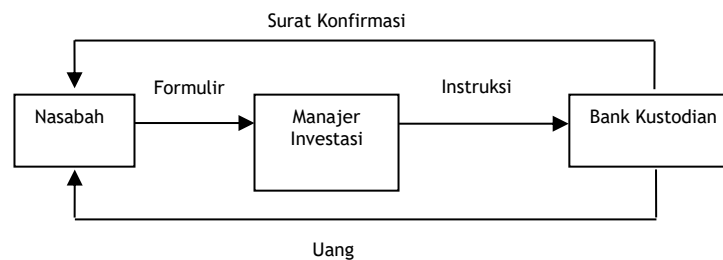 Surat Konfirmasi
Formulir
Instruksi
Nasabah
Manajer
Investasi
Bank Kustodian
Uang